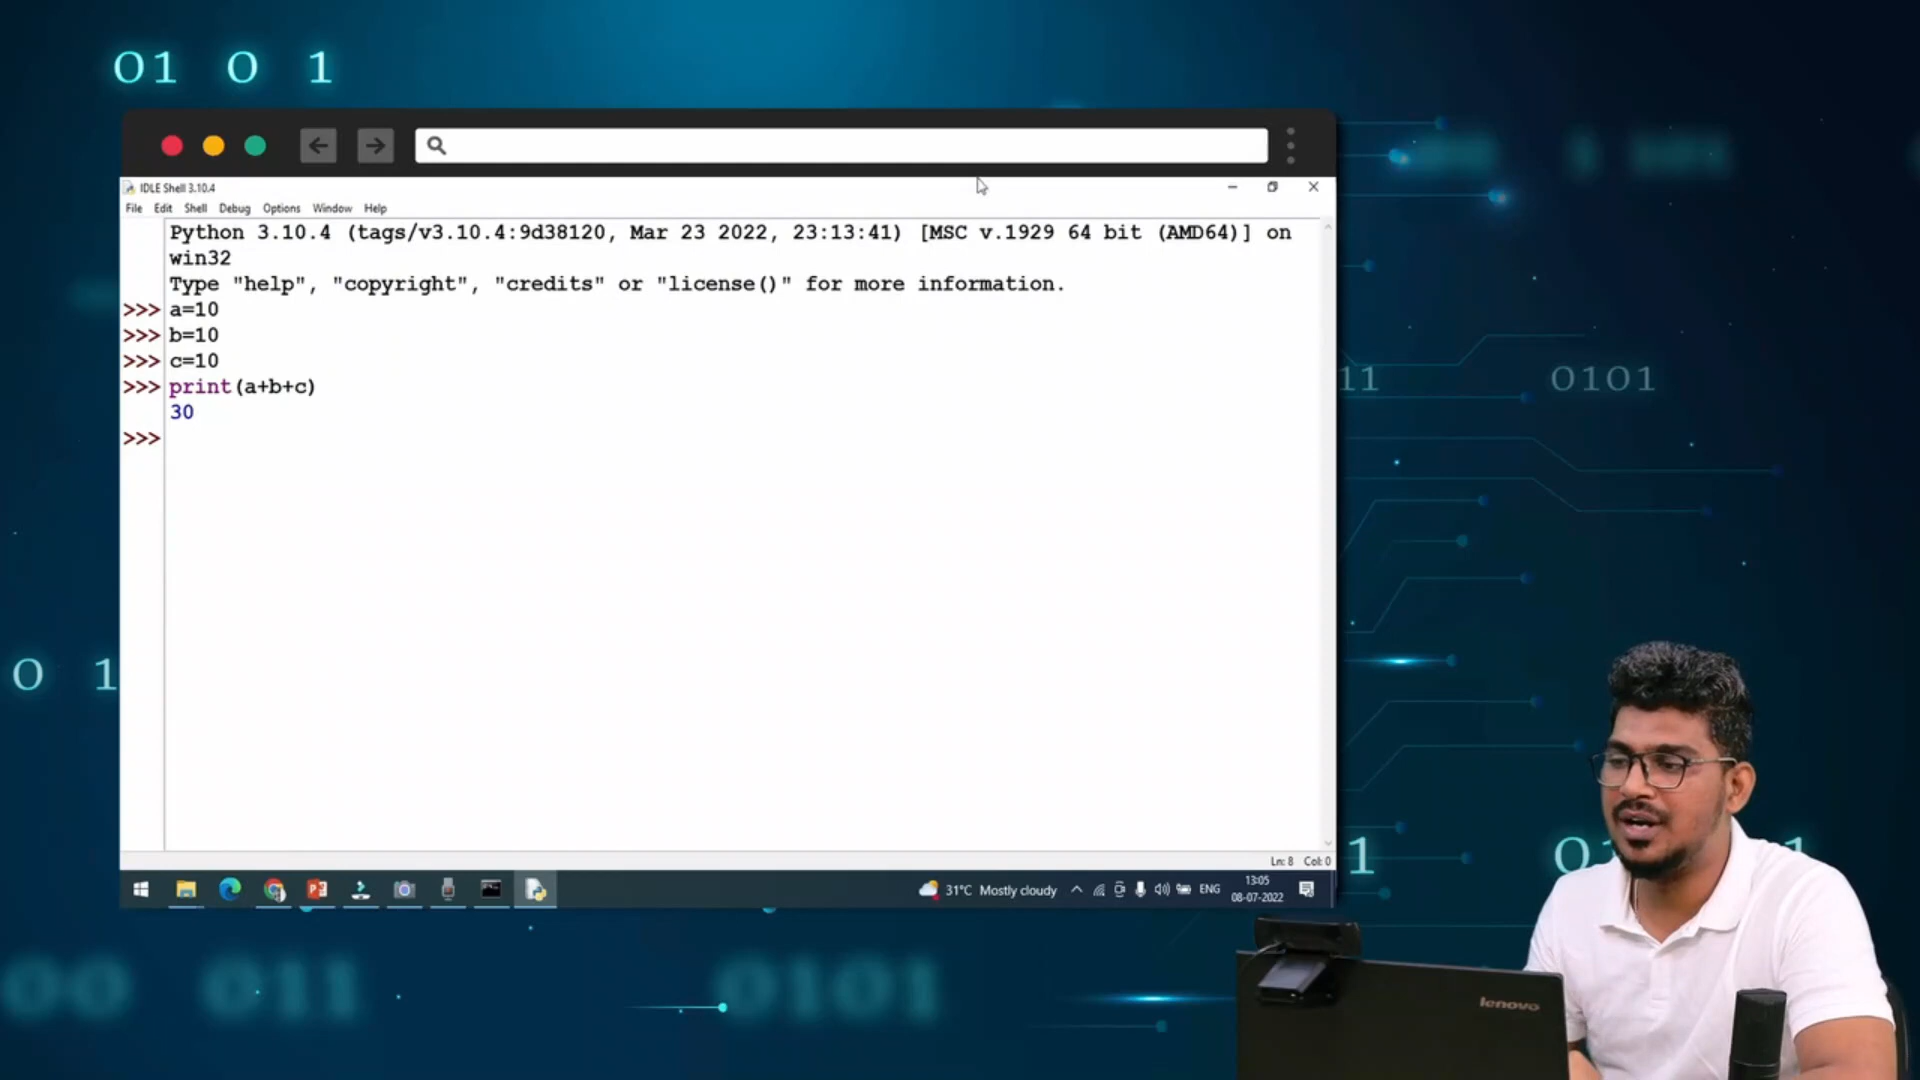 01 0 1
IDLE Shell 3.10.4
File Edit Shell Debug Options Window Help
Python 3.10.4 (tags/v3.10.4:9d38120, Mar 23 2022, 23:13:41) [MSC v.1929 64 bit (AMD64)] on
win32
Type "help", "copyright", "credits" or "license()" for more information.
>>> a=10
>>> b=10
>>> c=10
>>> print(a+b+c)
30
>>>
11 0101
0 1
Ln: 8 Col: 0
31°C Mostly cloudy ENG 13:05
08-07-2022
00 011 0101
lenovo